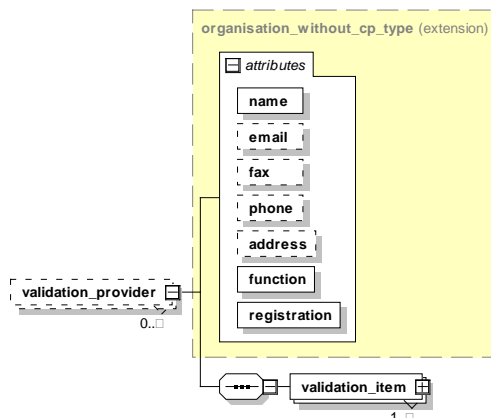 organisation_without_cp_type (extension)
attributes
name
email
fax
phone
address
function
registration
validation_provider
0..□
validation_item
1..□